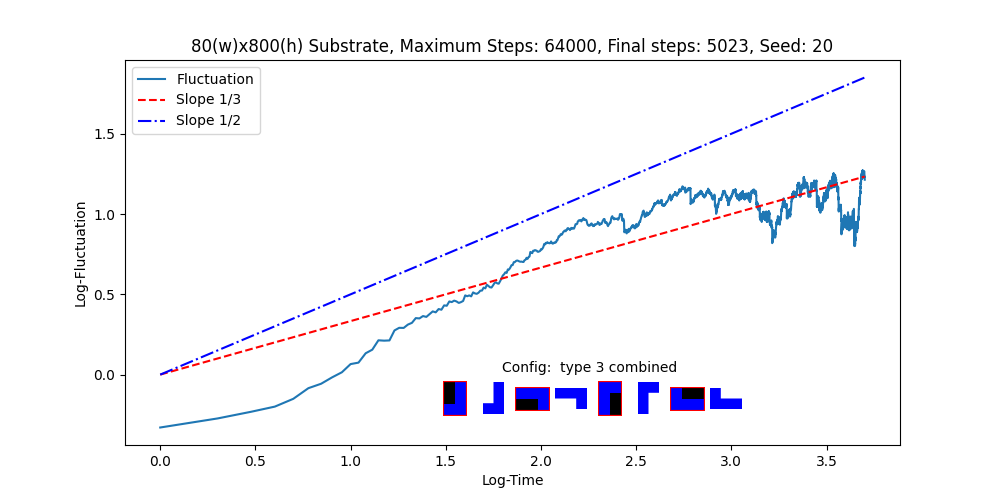 80(w)x800(h) Substrate, Maximum Steps: 64000, Final steps: 5023, Seed: 20
Fluctuation
Slope 1/3
Slope 1/2
1.5
1.0
0.5
0.0
Log-Fluctuation
Config:  type 3 combined
0.0 0.5 1.0 1.5 2.0 2.5 3.0 3.5
Log-Time